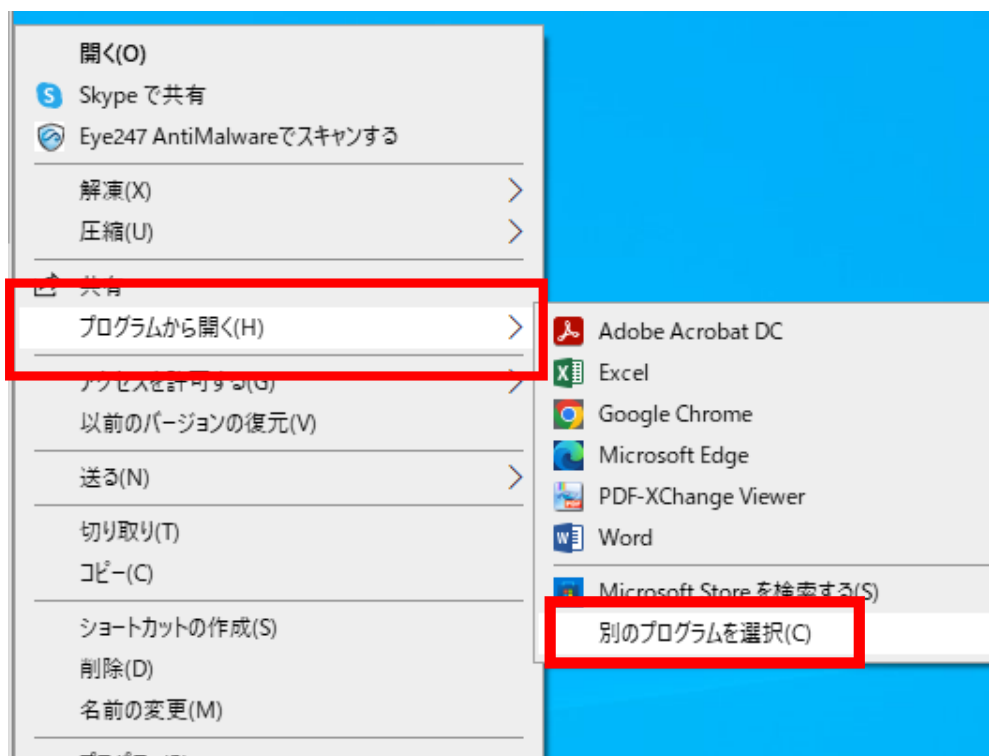 開く(O)
Skype で共有
Eye247 AntiMalwareでスキャンする
解凍(X)
圧縮(U)
共有
プログラムから開く(H)
アクセスを許可する(G)
以前のバージョンの復元(V)
送る(N)
切り取り(T)
コピー(C)
ショートカットの作成(S)
削除(D)
名前の変更(M)
Adobe Acrobat DC
Excel
Google Chrome
Microsoft Edge
PDF-XChange Viewer
Word
Microsoft Store を検索する(S)
別のプログラムを選択(C)